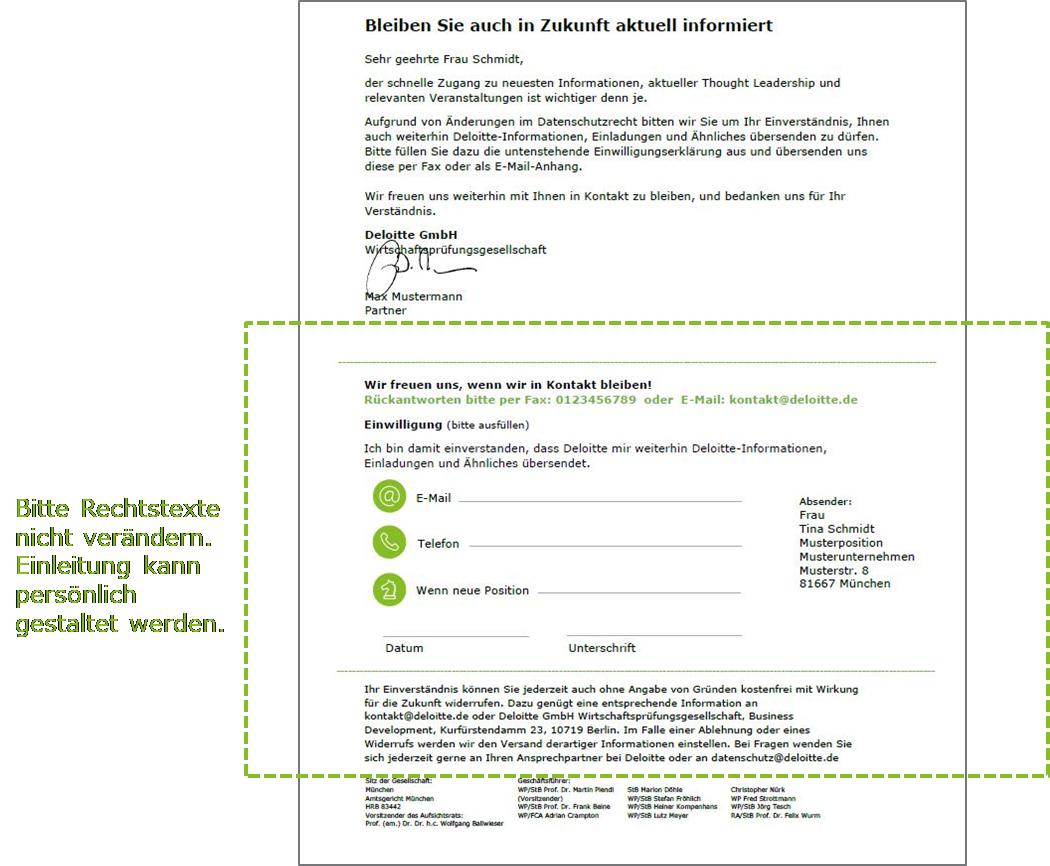 Bleiben Sie auch in Zukunft aktuell informiert
Sehr geehrte Frau Schmidt,
der schnelle Zugang zu neuesten Informationen, aktueller Thought Leadership und
relevanten Veranstaltungen ist wichtiger denn je.
Aufgrund von Änderungen im Datenschutzrecht bitten wir Sie um Ihr Einverständnis, Ihnen
auch weiterhin Deloitte-Informationen, Einladungen und Ähnliches übersenden zu dürfen.
Bitte füllen Sie dazu die untenstehende Einwilligungserklärung aus und übersenden uns
diese per Fax oder als E-Mail-Anhang.
Wir freuen uns weiterhin mit Ihnen in Kontakt zu bleiben, und bedanken uns für Ihr
Verständnis.
Deloitte GmbH
Wirtschaftsprüfungsgesellschaft
Max Mustermann
Partner
Wir freuen uns, wenn wir in Kontakt bleiben!
Rückantworten bitte per Fax: 0123456789 oder E-Mail: kontakt@deloitte.de
Einwilligung (bitte ausfüllen)
Ich bin damit einverstanden, dass Deloitte mir weiterhin Deloitte-Informationen,
Einladungen und Ähnliches übersendet.
E-Mail
Telefon
Wenn neue Position
Absender:
Frau
Tina Schmidt
Musterposition
Musterunternehmen
Musterstr. 8
81667 München
Datum
Unterschrift
Bitte Rechtstexte
nicht verändern.
Einleitung kann
persönlich
gestaltet werden.
Ihr Einverständnis können Sie jederzeit auch ohne Angabe von Gründen kostenfrei mit Wirkung
für die Zukunft widerrufen. Dazu genügt eine entsprechende Information an
kontakt@deloitte.de oder Deloitte GmbH Wirtschaftsprüfungsgesellschaft, Business
Development, Kurfürstendamm 23, 10719 Berlin. Im Falle einer Ablehnung oder eines
Widerrufs werden wir den Versand derartiger Informationen einstellen. Bei Fragen wenden Sie
sich jederzeit gerne an Ihren Ansprechpartner bei Deloitte oder an datenschutz@deloitte.de
Sitz der Gesellschaft:
München
Amtsgericht München
HRB 83442
Vorsitzender des Aufsichtsrats:
Prof. (em.) Dr. Dr. h.c. Wolfgang Ballwieser
Geschäftsführer:
WP/StB Prof. Dr. Martin Plendl
(Vorsitzender)
WP/StB Prof. Dr. Frank Beine
WP/FCA Adrian Crampton
StB Marion Döhle
WP/StB Stefan Fröhlich
WP/StB Heiner Kompenhans
WP/StB Lutz Meyer
Christopher Nürk
WP Fred Strottmann
WP/StB Jörg Tesch
RA/StB Prof. Dr. Felix Wurm